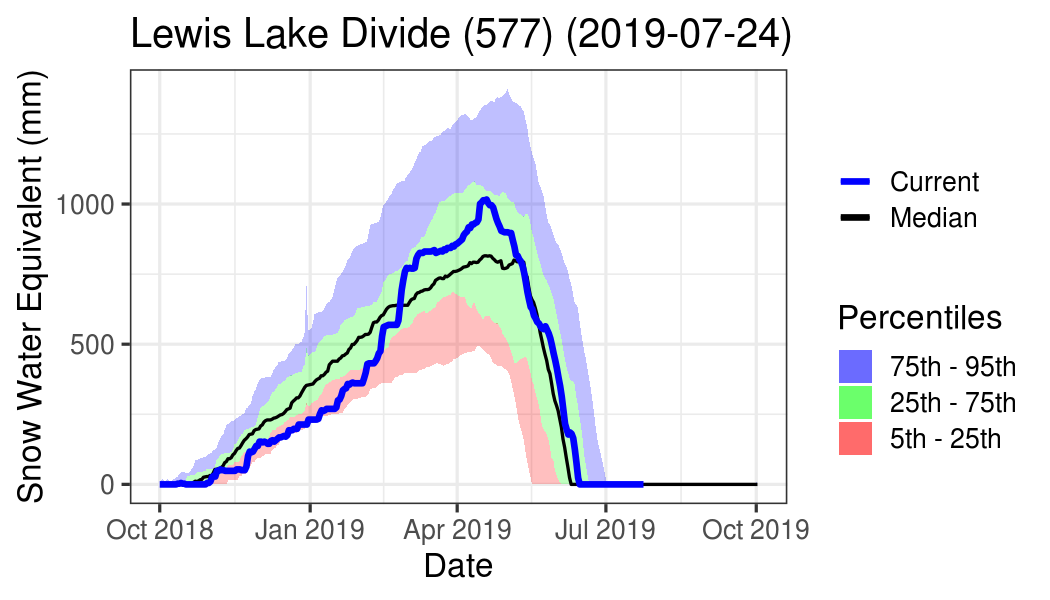 Lewis Lake Divide (577) (2019-07-24)
Snow Water Equivalent (mm)
1000
500
0
Oct 2018 Jan 2019 Apr 2019 Jul 2019 Oct 2019
Date
Current
Median
Percentiles
75th - 95th
25th - 75th
5th - 25th